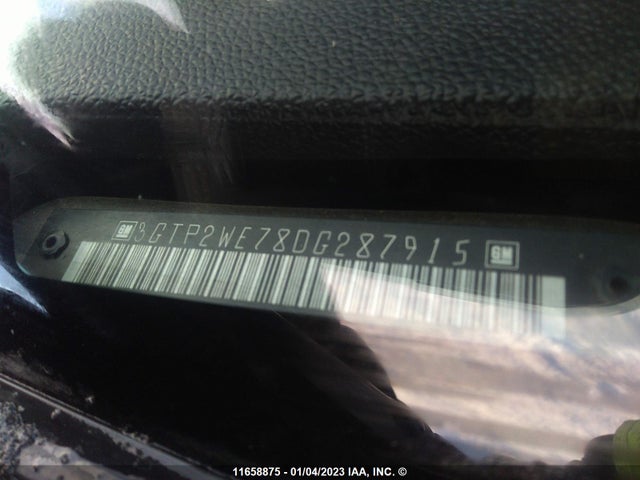 GM 3GTP2WE78DG287915 GM
11658875 - 01/04/2023 IAA, INC. ©